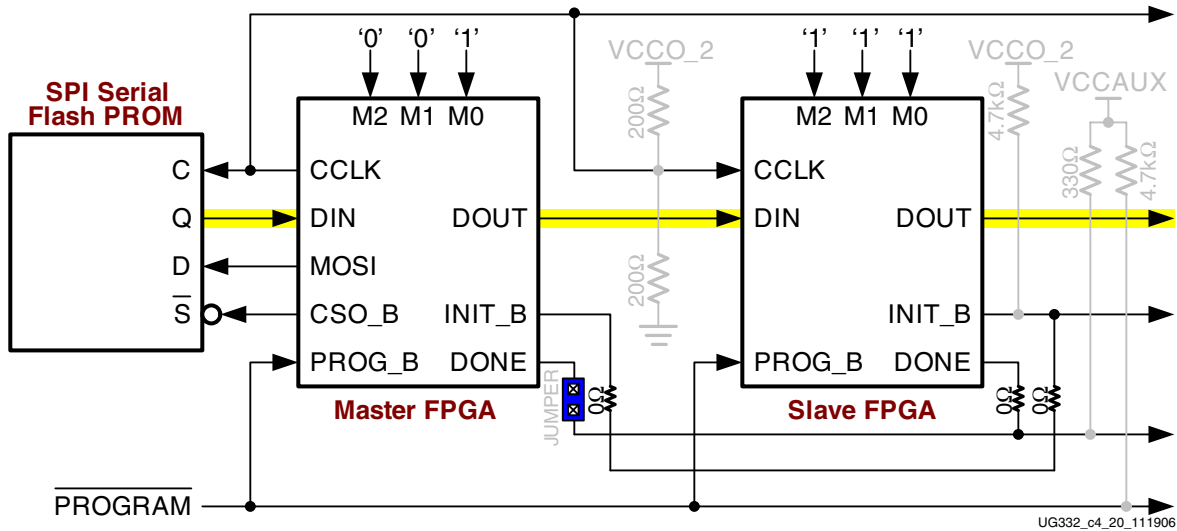 ‘0’ ‘0’ ‘1’
‘1’ ‘1’ ‘1’
VCCO_2
VCCO_2
VCCAUX
SPI Serial
Flash PROM
M2 M1 M0
M2 M1 M0
200Ω
4.7kΩ
330Ω
4.7kΩ
C
CCLK
CCLK
Q
DIN
DOUT
DIN
DOUT
D
MOSI
200Ω
S
CSO_B
INIT_B
INIT_B
PROG_B
DONE
PROG_B
DONE
JUMPER
0Ω
0Ω
0Ω
Master FPGA
Slave FPGA
PROGRAM
UG332_c4_20_111906